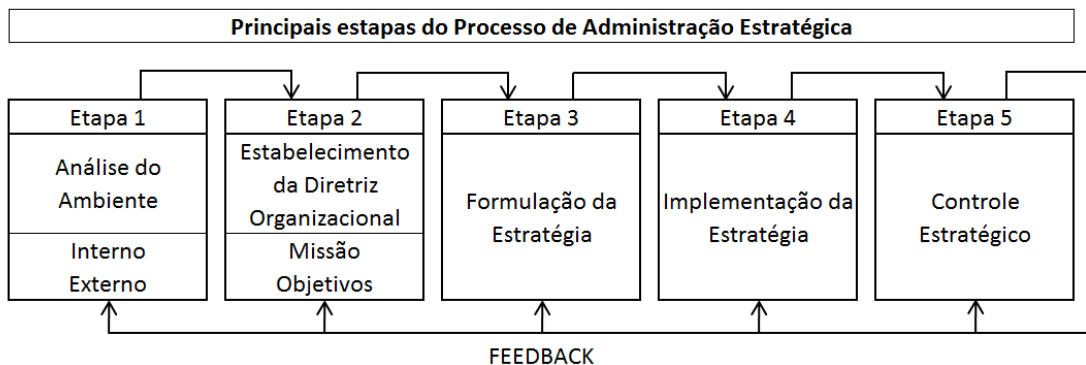 Principais estapas do Processo de Administração Estratégica
Etapa 1
Análise do
Ambiente
Interno
Externo
Etapa 2
Estabelecimento
da Diretriz
Organizacional
Missão
Objetivos
Etapa 3
Formulação da
Estratégia
Etapa 4
Implementação da
Estratégia
Etapa 5
Controle
Estratégico
FEEDBACK